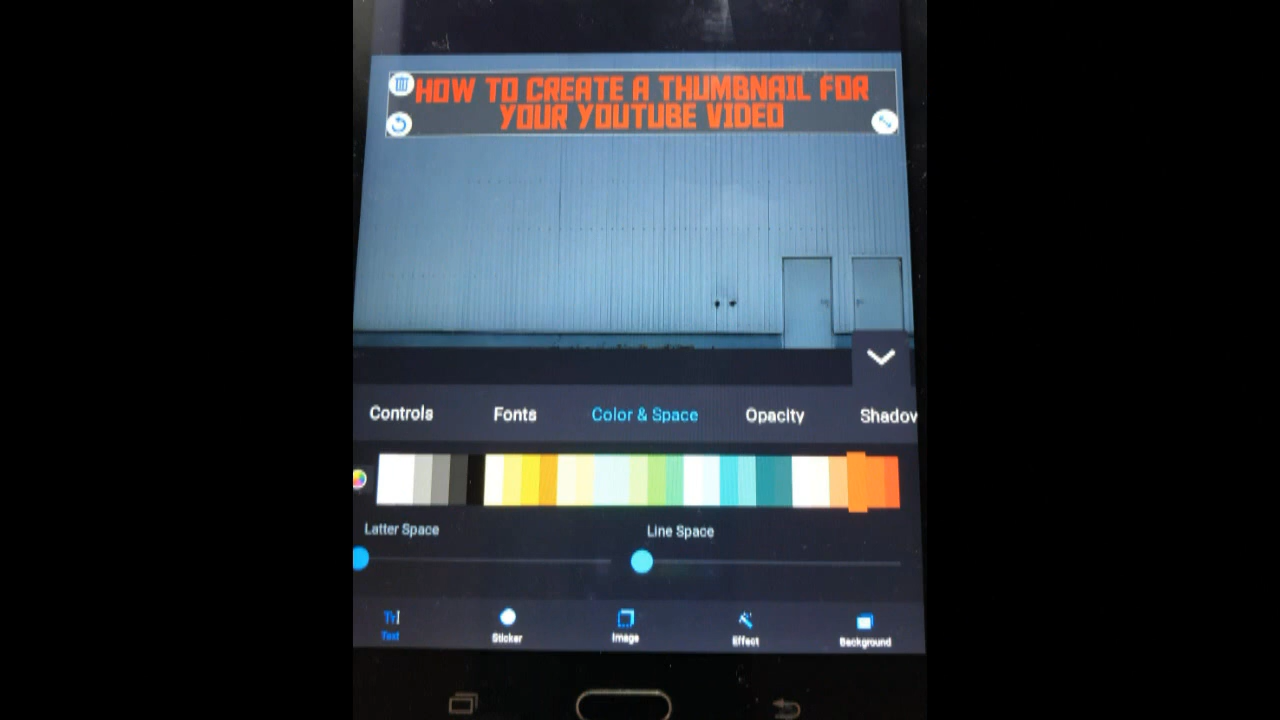 HOW TO CREATE A THUMBNAIL FOR
YOUR YOUTUBE VIDEO
Controls Fonts Color & Space Opacity Shadow
Latter Space Line Space
Text Sticker Image Effect Background